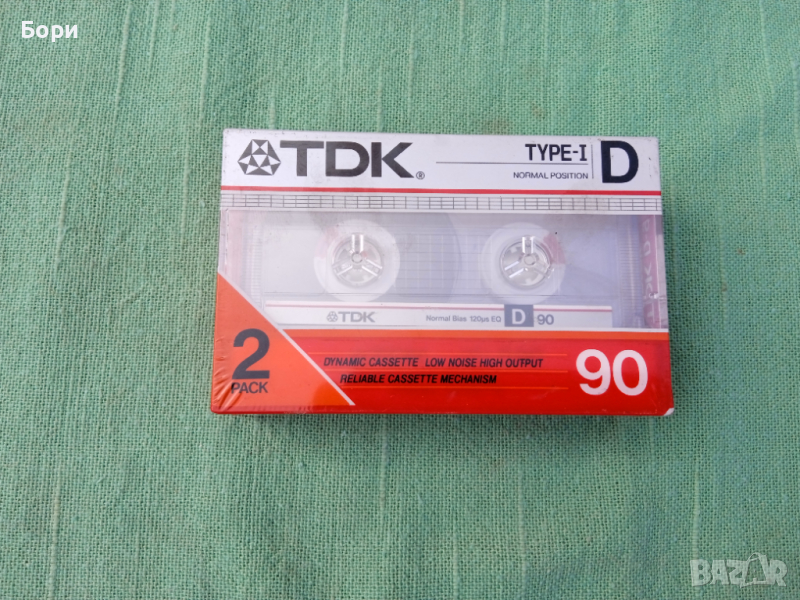 Бори
TDK®
TYPE-I
NORMAL POSITION
D
TDK
Normal Bias 120µs EQ D 90
2
PACK
DYNAMIC CASSETTE LOW NOISE HIGH OUTPUT
RELIABLE CASSETTE MECHANISM
90
BAZAR